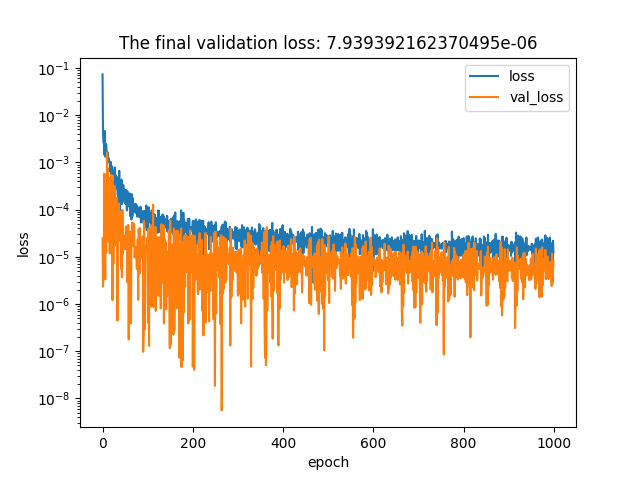 The final validation loss: 7.939392162370495e-06
10⁻¹
10⁻²
10⁻³
10⁻⁴
10⁻⁵
10⁻⁶
10⁻⁷
10⁻⁸
loss
loss
val_loss
0
200
400
600
800
1000
epoch